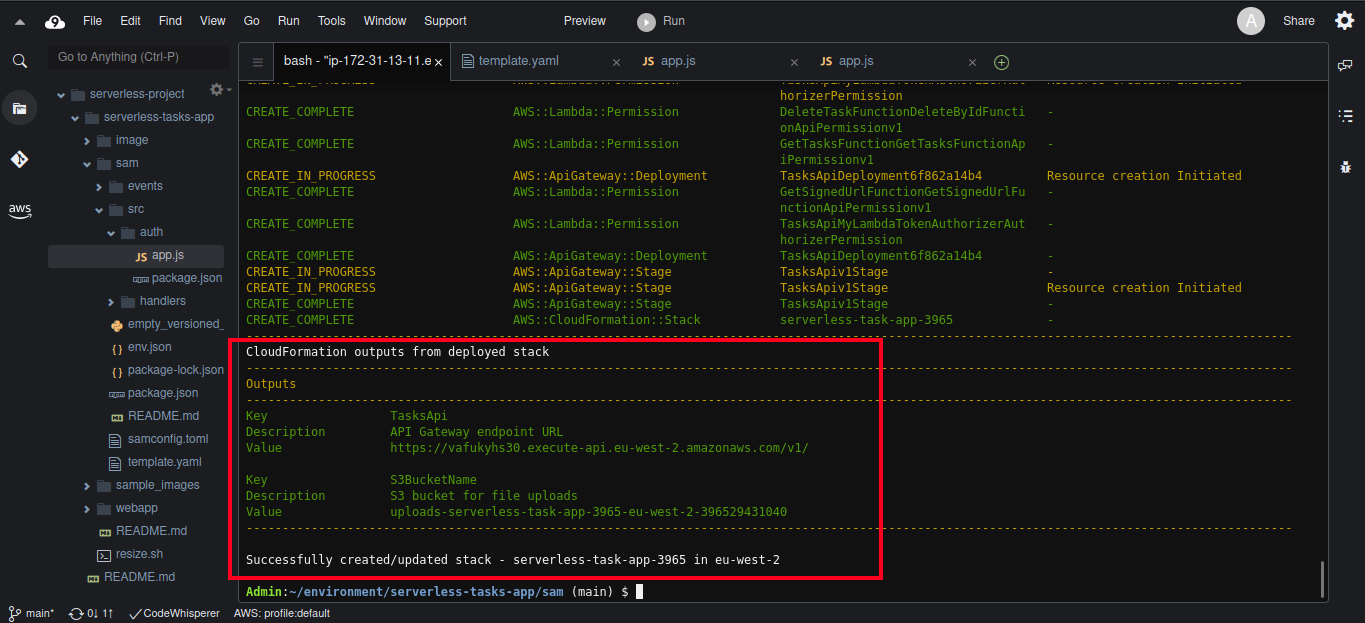 File Edit Find View Go Run Tools Window Support Preview Run A Share
Go to Anything (Ctrl-P)
bash - "ip-172-31-13-11.e × template.yaml × JS app.js × JS app.js ×
serverless-project
serverless-tasks-app
image
sam
events
src
auth
JS app.js
package.json
handlers
empty_versioned_
env.json
package-lock.json
package.json
README.md
samconfig.toml
template.yaml
sample_images
webapp
README.md
resize.sh
README.md
aws
horizerPermission
CREATE_COMPLETE AWS::Lambda::Permission DeleteTaskFunctionDeleteByIdFuncti -
onApiPermissionv1
CREATE_COMPLETE AWS::Lambda::Permission GetTasksFunctionGetTasksFunctionAp -
iPermissionv1
CREATE_IN_PROGRESS AWS::ApiGateway::Deployment TasksApiDeployment6f862a14b4 Resource creation Initiated
CREATE_COMPLETE AWS::Lambda::Permission GetSignedUrlFunctionGetSignedUrlFu -
nctionApiPermissionv1
CREATE_COMPLETE AWS::Lambda::Permission TasksApiMyLambdaTokenAuthorizerAut -
horizerPermission
CREATE_COMPLETE AWS::ApiGateway::Deployment TasksApiDeployment6f862a14b4 -
CREATE_IN_PROGRESS AWS::ApiGateway::Stage TasksApiv1Stage -
CREATE_IN_PROGRESS AWS::ApiGateway::Stage TasksApiv1Stage Resource creation Initiated
CREATE_COMPLETE AWS::ApiGateway::Stage TasksApiv1Stage -
CREATE_COMPLETE AWS::CloudFormation::Stack serverless-task-app-3965 -
CloudFormation outputs from deployed stack
Outputs
Key TasksApi
Description API Gateway endpoint URL
Value https://vafukyhs30.execute-api.eu-west-2.amazonaws.com/v1/
Key S3BucketName
Description S3 bucket for file uploads
Value uploads-serverless-task-app-3965-eu-west-2-396529431040
Successfully created/updated stack - serverless-task-app-3965 in eu-west-2
Admin:~/environment/serverless-tasks-app/sam (main) $
main* 0↓ 1↑ CodeWhisperer AWS: profile:default